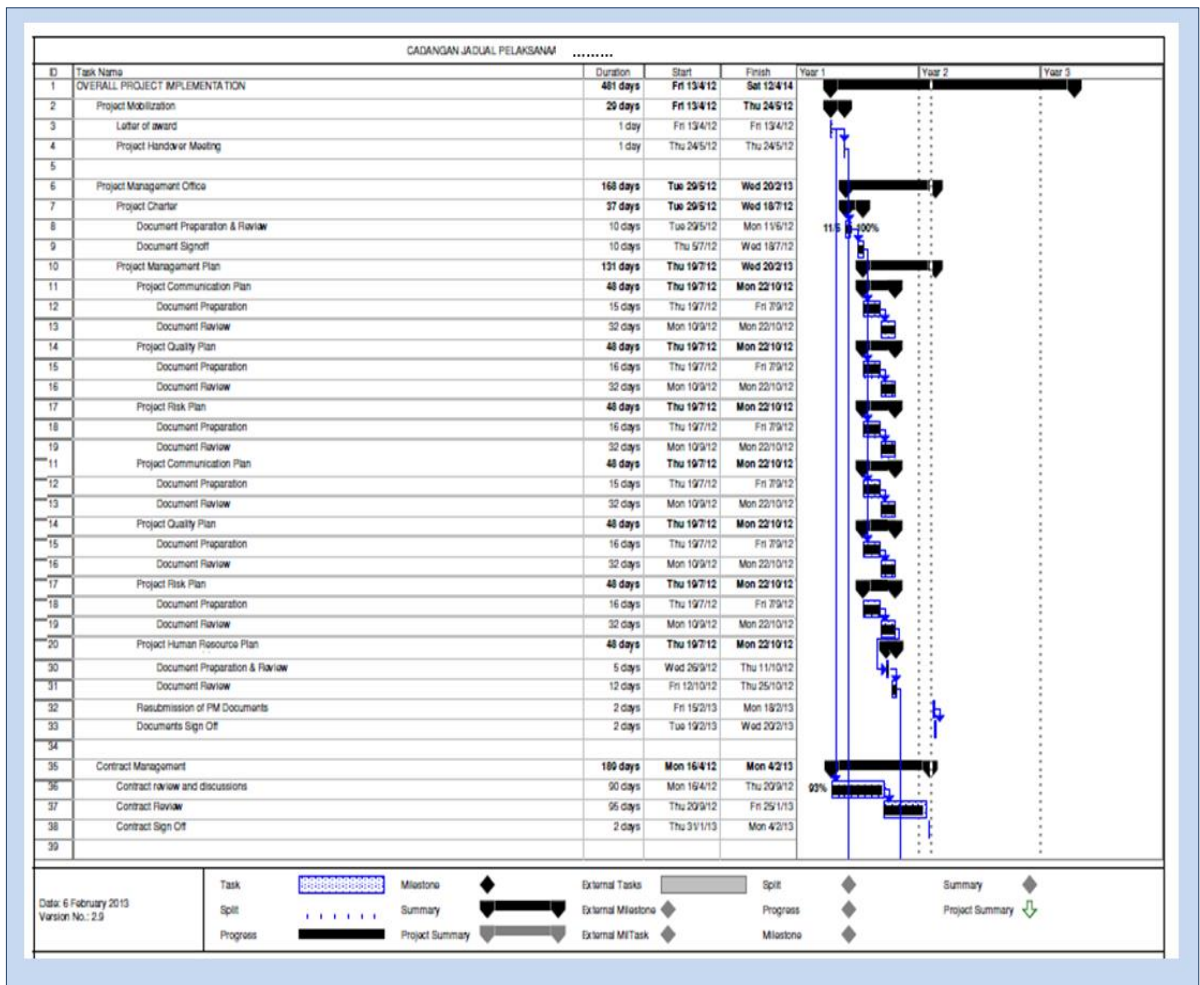 CADANGAN JADUAL PELAKSANA ………
ID Task Name Duration Start Finish Year 1 Year 2 Year 3
1 OVERALL PROJECT IMPLEMENTATION 481 days Fri 13/4/12 Sat 12/4/14
2 Project Mobilization 29 days Fri 13/4/12 Thu 24/5/12
3 Letter of award 1 day Fri 13/4/12 Fri 13/4/12
4 Project Handover Meeting 1 day Thu 24/5/12 Thu 24/5/12
5
6 Project Management Office 168 days Tue 29/5/12 Wed 20/2/13
7 Project Charter 37 days Tue 29/5/12 Wed 18/7/12
8 Document Preparation & Review 10 days Tue 29/5/12 Mon 11/6/12 11/6 100%
9 Document Signoff 10 days Thu 5/7/12 Wed 18/7/12
10 Project Management Plan 131 days Thu 19/7/12 Wed 20/2/13
11 Project Communication Plan 48 days Thu 19/7/12 Mon 22/10/12
12 Document Preparation 15 days Thu 19/7/12 Fri 7/9/12
13 Document Review 32 days Mon 10/9/12 Mon 22/10/12
14 Project Quality Plan 48 days Thu 19/7/12 Mon 22/10/12
15 Document Preparation 16 days Thu 19/7/12 Fri 7/9/12
16 Document Review 32 days Mon 10/9/12 Mon 22/10/12
17 Project Risk Plan 48 days Thu 19/7/12 Mon 22/10/12
18 Document Preparation 16 days Thu 19/7/12 Fri 7/9/12
19 Document Review 32 days Mon 10/9/12 Mon 22/10/12
11 Project Communication Plan 48 days Thu 19/7/12 Mon 22/10/12
12 Document Preparation 15 days Thu 19/7/12 Fri 7/9/12
13 Document Review 32 days Mon 10/9/12 Mon 22/10/12
14 Project Quality Plan 48 days Thu 19/7/12 Mon 22/10/12
15 Document Preparation 16 days Thu 19/7/12 Fri 7/9/12
16 Document Review 32 days Mon 10/9/12 Mon 22/10/12
17 Project Risk Plan 48 days Thu 19/7/12 Mon 22/10/12
18 Document Preparation 16 days Thu 19/7/12 Fri 7/9/12
19 Document Review 32 days Mon 10/9/12 Mon 22/10/12
20 Project Human Resource Plan 48 days Thu 19/7/12 Mon 22/10/12
30 Document Preparation & Review 5 days Wed 26/9/12 Thu 11/10/12
31 Document Review 12 days Fri 12/10/12 Thu 25/10/12
32 Resubmission of PM Documents 2 days Fri 15/2/13 Mon 18/2/13
33 Documents Sign Off 2 days Tue 19/2/13 Wed 20/2/13
34
35 Contract Management 189 days Mon 16/4/12 Mon 4/2/13
36 Contract review and discussions 90 days Mon 16/4/12 Thu 20/9/12 93%
37 Contract Review 95 days Thu 20/9/12 Fri 25/1/13
38 Contract Sign Off 2 days Thu 31/1/13 Mon 4/2/13
39
Date: 6 February 2013
Version No.: 2.9
Task Milestone External Tasks Split Summary
Split Summary External Milestone Progress Project Summary
Progress Project Summary External MilTask Milestone